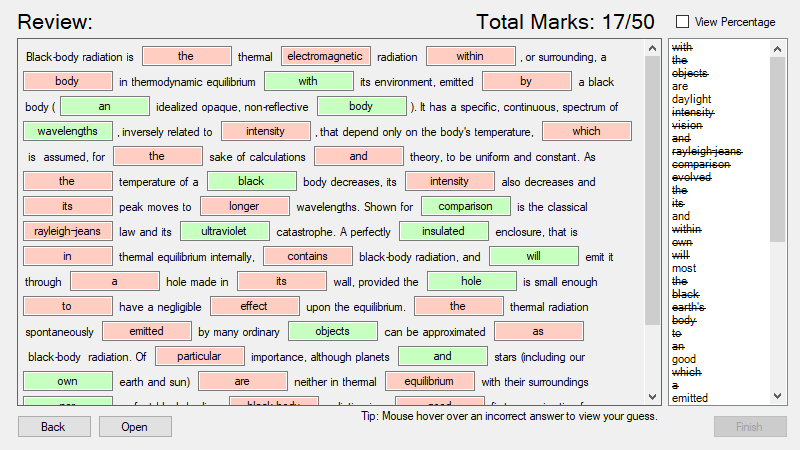 Review:
Total Marks: 17/50
View Percentage
Black-body radiation is the thermal electromagnetic radiation within , or surrounding, a
body in thermodynamic equilibrium with its environment, emitted by a black
body ( an idealized opaque, non-reflective body ). It has a specific, continuous, spectrum of
wavelengths , inversely related to intensity , that depend only on the body's temperature, which
is assumed, for the sake of calculations and theory, to be uniform and constant. As
the temperature of a black body decreases, its intensity also decreases and
its peak moves to longer wavelengths. Shown for comparison is the classical
rayleigh-jeans law and its ultraviolet catastrophe. A perfectly insulated enclosure, that is
in thermal equilibrium internally, contains black-body radiation, and will emit it
through a hole made in its wall, provided the hole is small enough
to have a negligible effect upon the equilibrium. the thermal radiation
spontaneously emitted by many ordinary objects can be approximated as
black-body radiation. Of particular importance, although planets and stars (including our
own earth and sun) are neither in thermal equilibrium with their surroundings
with
the
objects
are
daylight
intensity
vision
and
rayleigh-jeans
comparison
evolved
the
its
and
within
own
will
most
the
black
earth's
body
to
an
good
which
a
emitted
Back
Open
Tip: Mouse hover over an incorrect answer to view your guess.
Finish